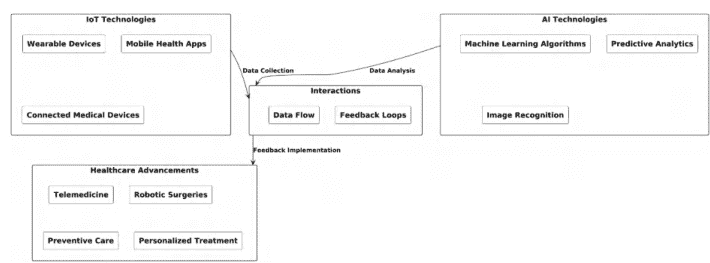 IoT Technologies
Wearable Devices
Mobile Health Apps
Connected Medical Devices
AI Technologies
Machine Learning Algorithms
Predictive Analytics
Image Recognition
Data Collection
Data Analysis
Interactions
Data Flow
Feedback Loops
Feedback Implementation
Healthcare Advancements
Telemedicine
Robotic Surgeries
Preventive Care
Personalized Treatment